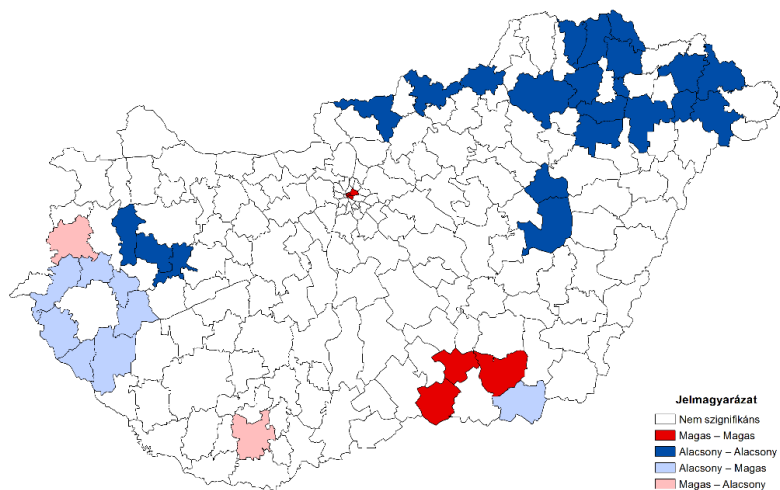 Jelmagyarázat
Nem szignifikáns
Magas – Magas
Alacsony – Alacsony
Alacsony – Magas
Magas – Alacsony